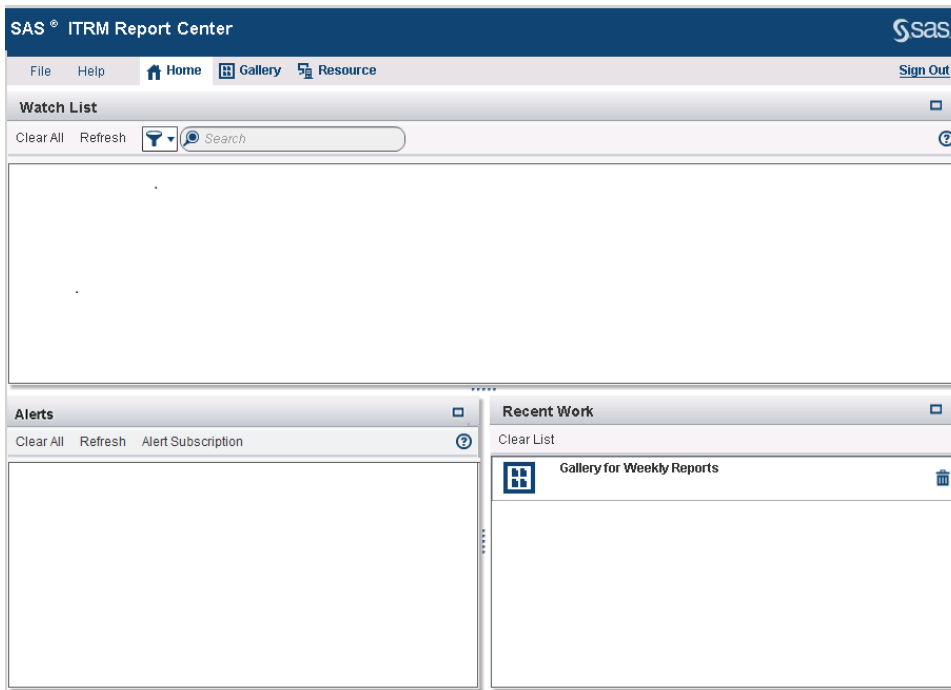 SAS ® ITRM Report Center
sas
File Help Home Gallery Resource Sign Out
Watch List
Clear All Refresh Search ?
Alerts
Clear All Refresh Alert Subscription ?
Recent Work
Clear List
Gallery for Weekly Reports